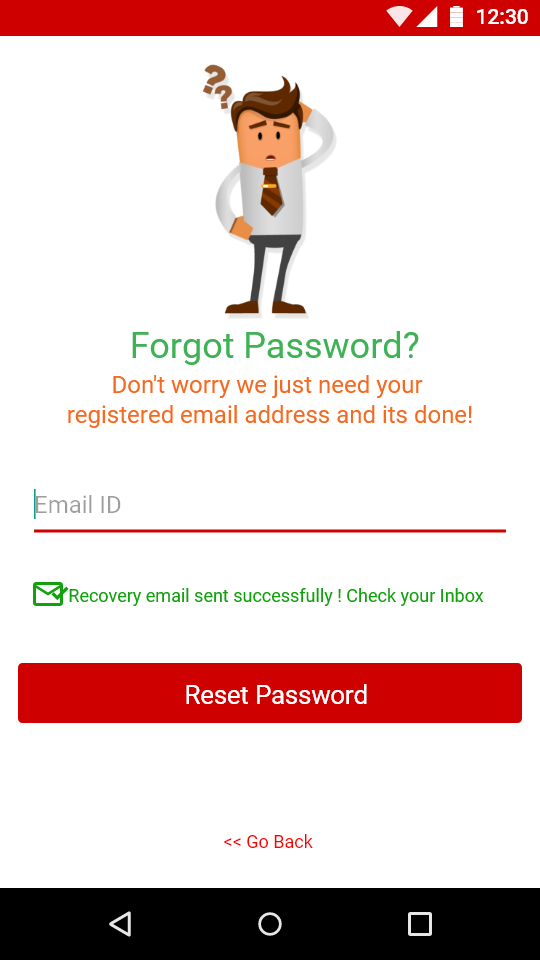 12:30
??
Forgot Password?
Don't worry we just need your
registered email address and its done!
Email ID
Recovery email sent successfully ! Check your Inbox
Reset Password
<< Go Back